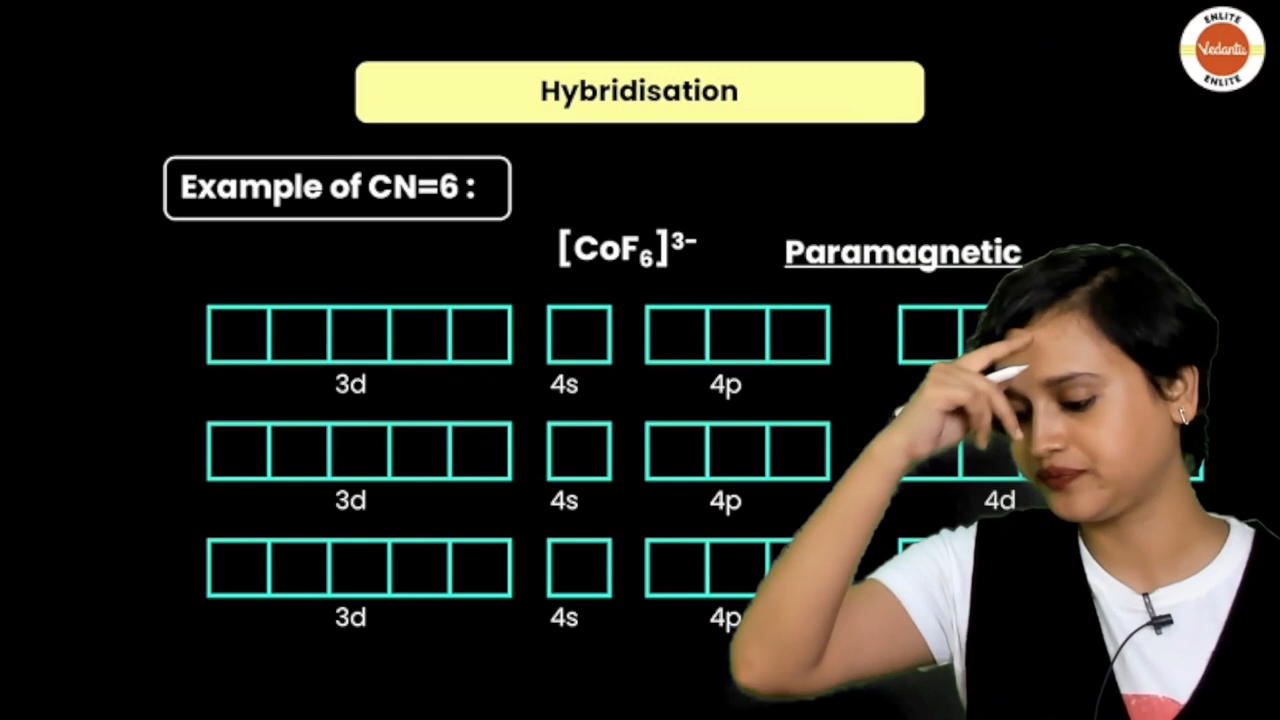 ENLITE
Vedantu
ENLITE
Hybridisation
Example of CN=6 :
[CoF₆]³⁻ Paramagnetic
3d 4s 4p
3d 4s 4p 4d
3d 4s 4p